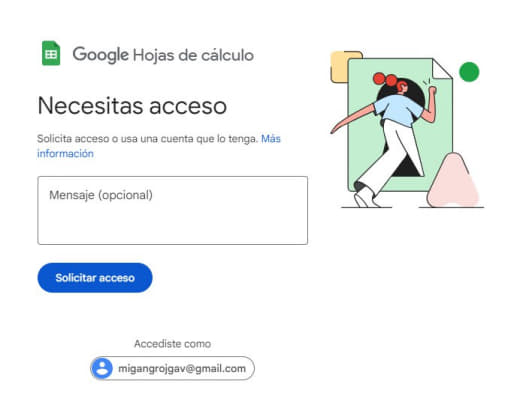 Google Hojas de cálculo
Necesitas acceso
Solicita acceso o usa una cuenta que lo tenga. Más
información
Mensaje (opcional)
Solicitar acceso
Accediste como
migangrojgav@gmail.com